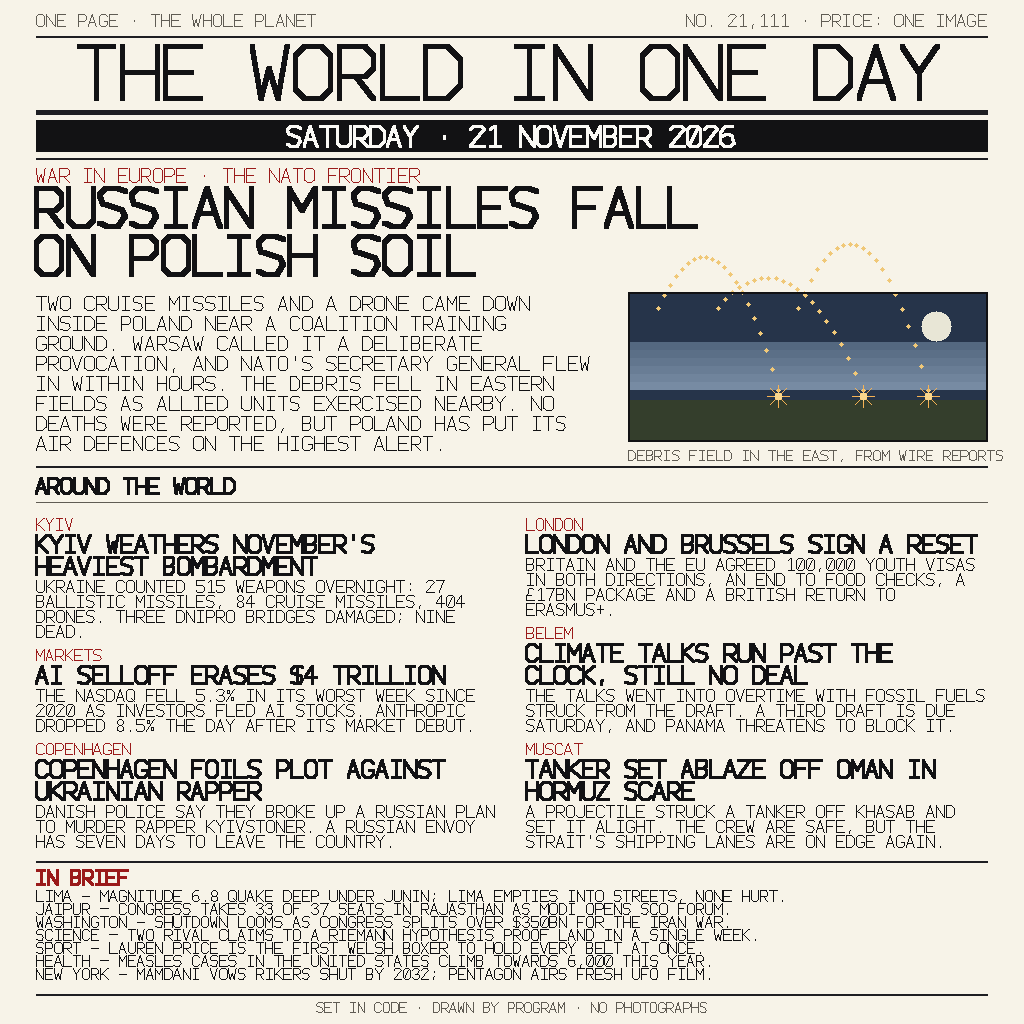 ONE PAGE · THE WHOLE PLANET
NO. 21,111 · PRICE: ONE IMAGE
THE WORLD IN ONE DAY
SATURDAY · 21 NOVEMBER 2026
WAR IN EUROPE · THE NATO FRONTIER
RUSSIAN MISSILES FALL
ON POLISH SOIL
TWO CRUISE MISSILES AND A DRONE CAME DOWN
INSIDE POLAND NEAR A COALITION TRAINING
GROUND. WARSAW CALLED IT A DELIBERATE
PROVOCATION, AND NATO'S SECRETARY GENERAL FLEW
IN WITHIN HOURS. THE DEBRIS FELL IN EASTERN
FIELDS AS ALLIED UNITS EXERCISED NEARBY. NO
DEATHS WERE REPORTED, BUT POLAND HAS PUT ITS
AIR DEFENCES ON THE HIGHEST ALERT.
DEBRIS FIELD IN THE EAST, FROM WIRE REPORTS
AROUND THE WORLD
KYIV
KYIV WEATHERS NOVEMBER'S
HEAVIEST BOMBARDMENT
UKRAINE COUNTED 515 WEAPONS OVERNIGHT: 27
BALLISTIC MISSILES, 84 CRUISE MISSILES, 404
DRONES. THREE DNIPRO BRIDGES DAMAGED; NINE
DEAD.
MARKETS
AI SELLOFF ERASES $4 TRILLION
THE NASDAQ FELL 5.3% IN ITS WORST WEEK SINCE
2020 AS INVESTORS FLED AI STOCKS. ANTHROPIC
DROPPED 8.5% THE DAY AFTER ITS MARKET DEBUT.
COPENHAGEN
COPENHAGEN FOILS PLOT AGAINST
UKRAINIAN RAPPER
DANISH POLICE SAY THEY BROKE UP A RUSSIAN PLAN
TO MURDER RAPPER KYIVSTONER. A RUSSIAN ENVOY
HAS SEVEN DAYS TO LEAVE THE COUNTRY.
LONDON
LONDON AND BRUSSELS SIGN A RESET
BRITAIN AND THE EU AGREED 100,000 YOUTH VISAS
IN BOTH DIRECTIONS, AN END TO FOOD CHECKS, A
£17BN PACKAGE AND A BRITISH RETURN TO
ERASMUS+.
BELEM
CLIMATE TALKS RUN PAST THE
CLOCK, STILL NO DEAL
THE TALKS WENT INTO OVERTIME WITH FOSSIL FUELS
STRUCK FROM THE DRAFT. A THIRD DRAFT IS DUE
SATURDAY, AND PANAMA THREATENS TO BLOCK IT.
MUSCAT
TANKER SET ABLAZE OFF OMAN IN
HORMUZ SCARE
A PROJECTILE STRUCK A TANKER OFF KHASAB AND
SET IT ALIGHT. THE CREW ARE SAFE, BUT THE
STRAIT'S SHIPPING LANES ARE ON EDGE AGAIN.
IN BRIEF
LIMA – MAGNITUDE 6.8 QUAKE DEEP UNDER JUNIN; LIMA EMPTIES INTO STREETS, NONE HURT.
JAIPUR – CONGRESS TAKES 33 OF 37 SEATS IN RAJASTHAN AS MODI OPENS SCO FORUM.
WASHINGTON – SHUTDOWN LOOMS AS CONGRESS SPLITS OVER $350BN FOR THE IRAN WAR.
SCIENCE – TWO RIVAL CLAIMS TO A RIEMANN HYPOTHESIS PROOF LAND IN A SINGLE WEEK.
SPORT – LAUREN PRICE IS THE FIRST WELSH BOXER TO HOLD EVERY BELT AT ONCE.
HEALTH – MEASLES CASES IN THE UNITED STATES CLIMB TOWARDS 6,000 THIS YEAR.
NEW YORK – MAMDANI VOWS RIKERS SHUT BY 2032; PENTAGON AIRS FRESH UFO FILM.
SET IN CODE · DRAWN BY PROGRAM · NO PHOTOGRAPHS